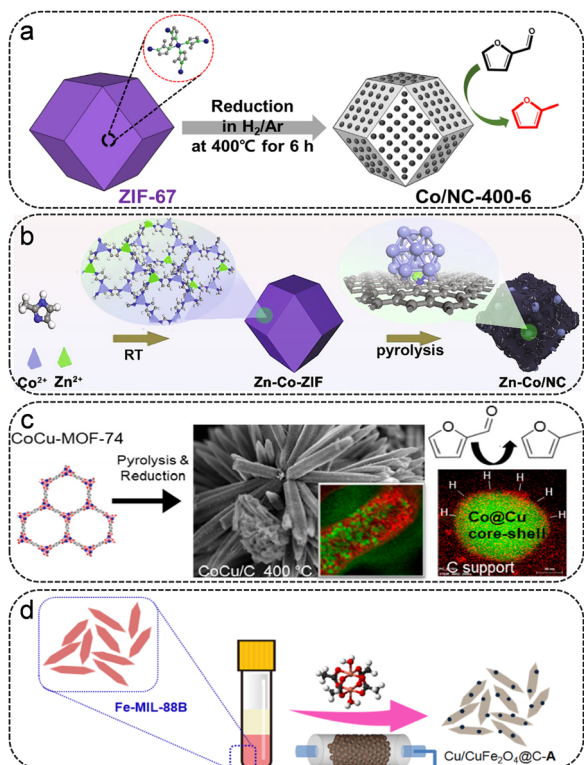 a
Reduction
in H₂/Ar
at 400℃ for 6 h
ZIF-67
Co/NC-400-6
b
RT
pyrolysis
Co²⁺ Zn²⁺
Zn-Co-ZIF
Zn-Co/NC
c
CoCu-MOF-74
Pyrolysis &
Reduction
CoCu/C 400 °C
H H H H H
Co@Cu
core-shell
C support
d
Fe-MIL-88B
Cu/CuFe₂O₄@C-A